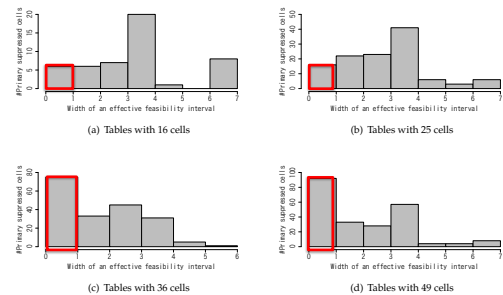 #Primary suppressed cells
0 5 10 15 20
0 1 2 3 4 5 6 7
Width of an effective feasibility interval
(a) Tables with 16 cells
#Primary suppressed cells
0 10 20 30 40 50
0 1 2 3 4 5 6 7
Width of an effective feasibility interval
(b) Tables with 25 cells
#Primary suppressed cells
0 20 40 60 80
0 1 2 3 4 5 6
Width of an effective feasibility interval
(c) Tables with 36 cells
#Primary suppressed cells
0 20 40 60 80 100
0 1 2 3 4 5 6 7
Width of an effective feasibility interval
(d) Tables with 49 cells